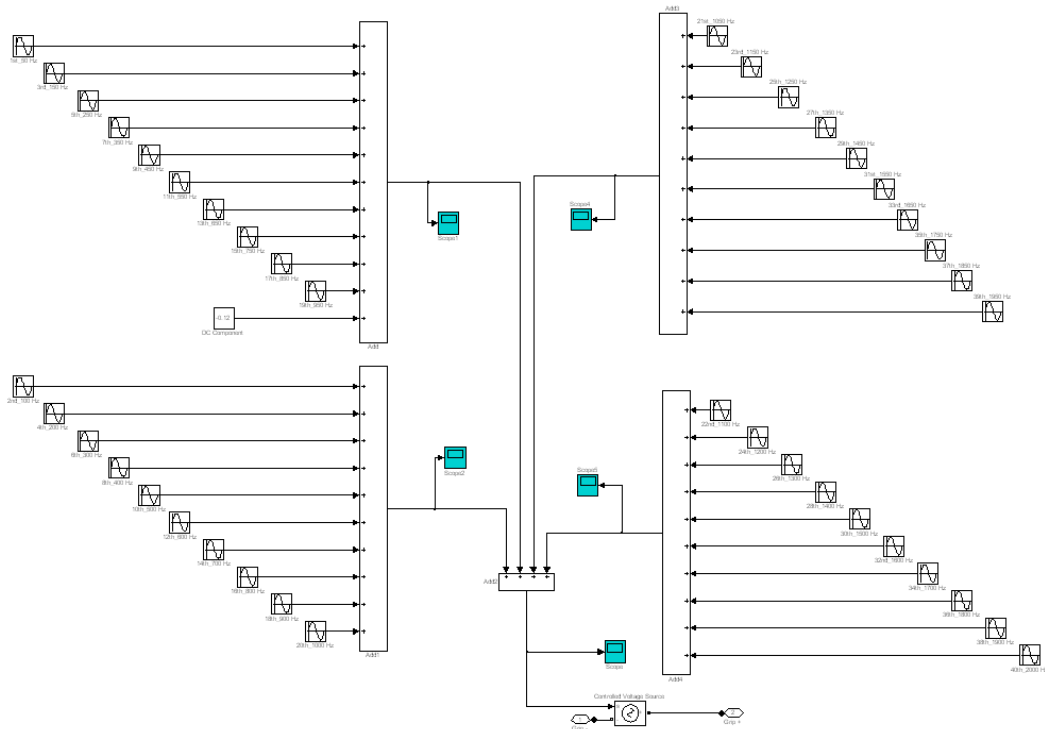 1st_50 Hz
3rd_150 Hz
5th_250 Hz
7th_350 Hz
9th_450 Hz
11th_550 Hz
13th_650 Hz
15th_750 Hz
17th_850 Hz
19th_950 Hz
-0.12
DC Component
Add
Scope1
Add3
21st_1050 Hz
23rd_1150 Hz
25th_1250 Hz
27th_1350 Hz
29th_1450 Hz
31st_1550 Hz
33rd_1650 Hz
35th_1750 Hz
37th_1850 Hz
39th_1950 Hz
Scope4
2nd_100 Hz
4th_200 Hz
6th_300 Hz
8th_400 Hz
10th_500 Hz
12th_600 Hz
14th_700 Hz
16th_800 Hz
18th_900 Hz
20th_1000 Hz
Add1
Scope2
Scope5
22nd_1100 Hz
24th_1200 Hz
26th_1300 Hz
28th_1400 Hz
30th_1500 Hz
32nd_1600 Hz
34th_1700 Hz
36th_1800 Hz
38th_1900 Hz
40th_2000 H
Add4
Add2
Scope
Controlled Voltage Source
1
2
Grip +